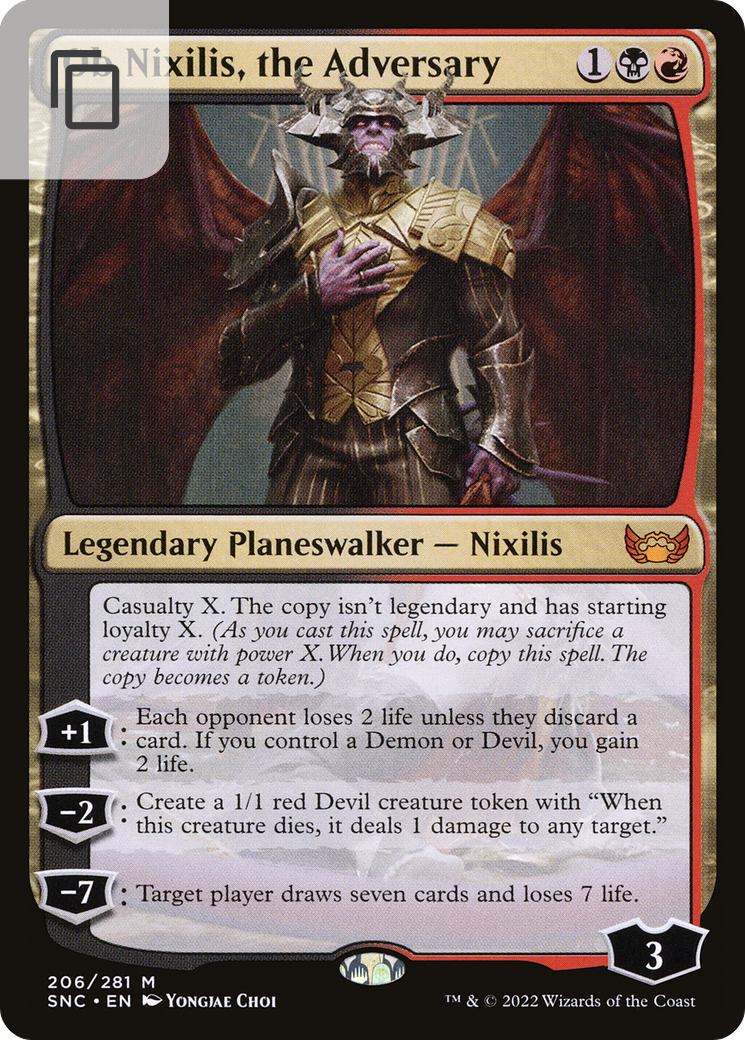 Ob Nixilis, the Adversary 1
Legendary Planeswalker — Nixilis
Casualty X. The copy isn't legendary and has starting
loyalty X. (As you cast this spell, you may sacrifice a
creature with power X. When you do, copy this spell. The
copy becomes a token.)
+1: Each opponent loses 2 life unless they discard a
card. If you control a Demon or Devil, you gain
2 life.
−2: Create a 1/1 red Devil creature token with “When
this creature dies, it deals 1 damage to any target.”
−7: Target player draws seven cards and loses 7 life.
3
206/281 M
SNC • EN Yongjae Choi
™ & © 2022 Wizards of the Coast